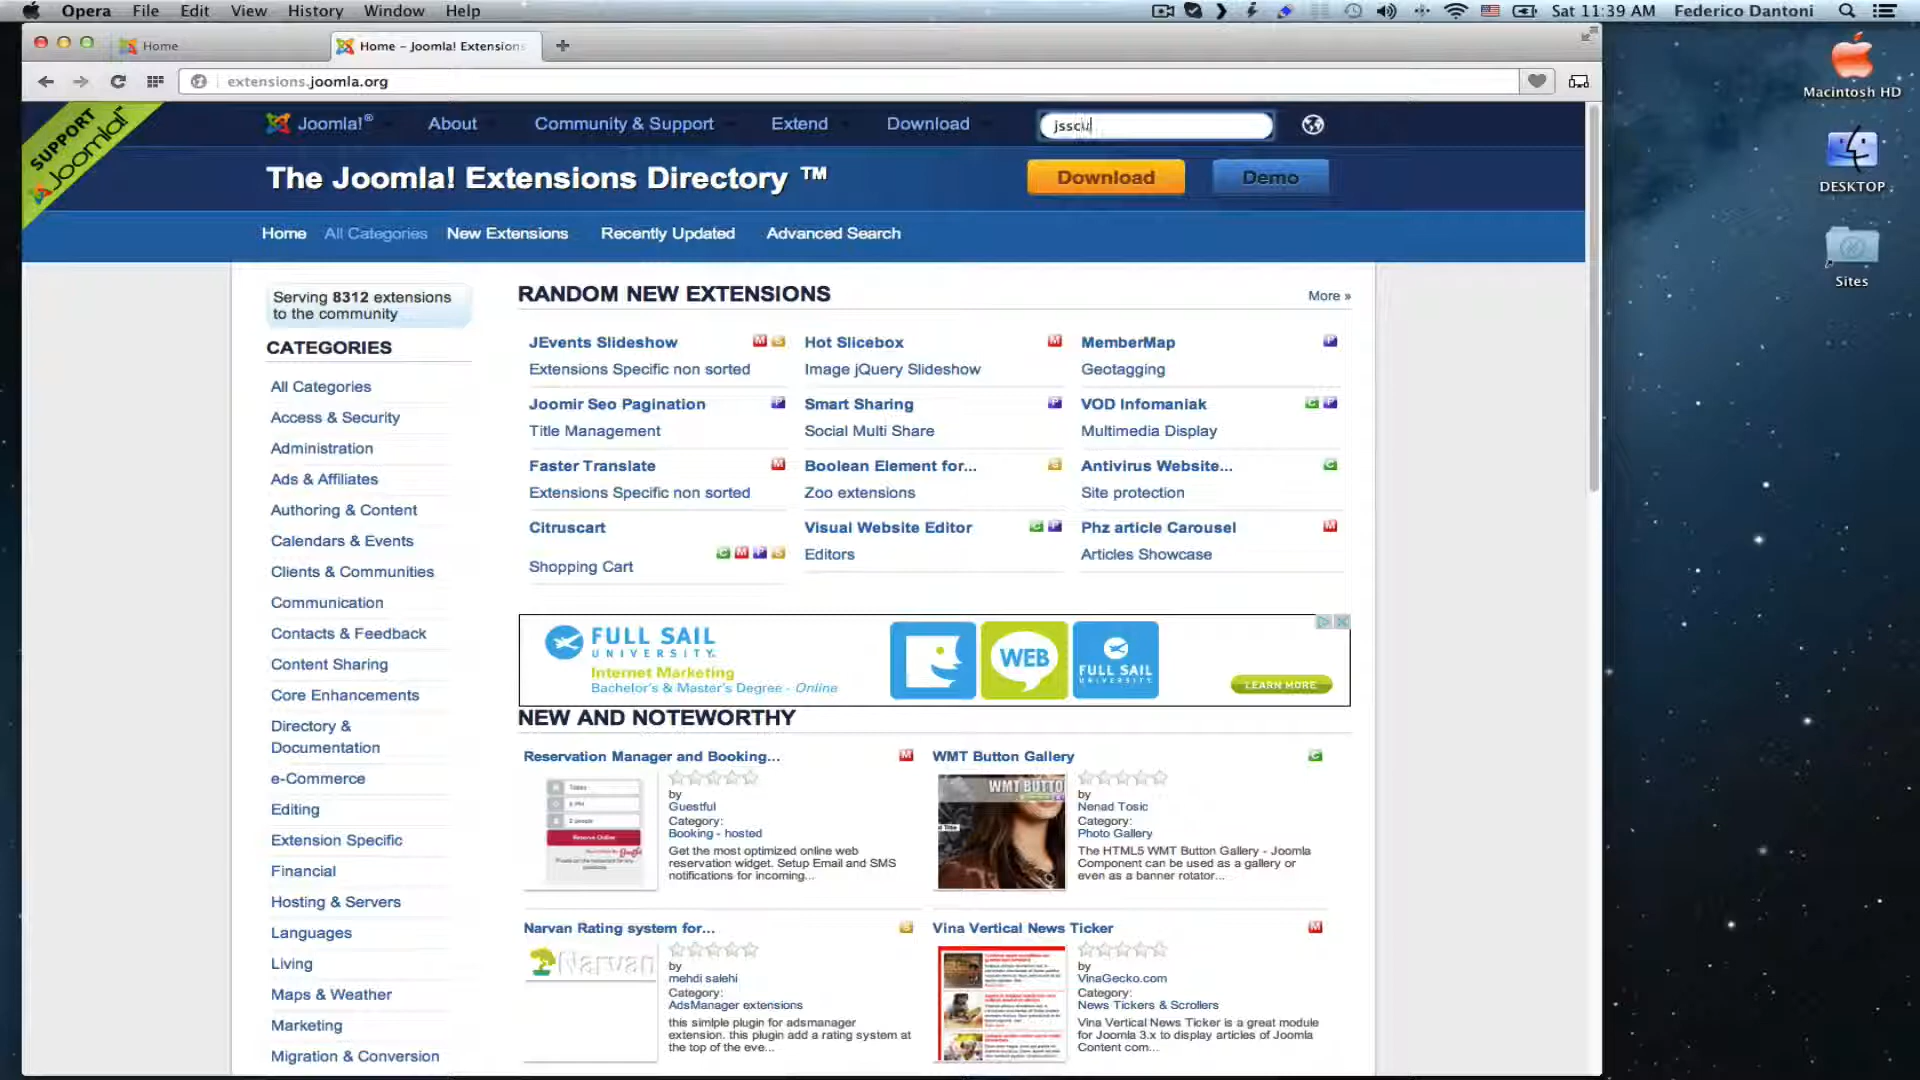 Opera File Edit View History Window Help
Sat 11:39 AM Federico Dantoni
Home
Home – Joomla! Extensions
extensions.joomla.org
SUPPORT
Joomla!™
Joomla!® About Community & Support Extend Download
jsscu
The Joomla! Extensions Directory ™
Download
Demo
Home All Categories New Extensions Recently Updated Advanced Search
Serving 8312 extensions
to the community
CATEGORIES
All Categories
Access & Security
Administration
Ads & Affiliates
Authoring & Content
Calendars & Events
Clients & Communities
Communication
Contacts & Feedback
Content Sharing
Core Enhancements
Directory &
Documentation
e-Commerce
Editing
Extension Specific
Financial
Hosting & Servers
Languages
Living
Maps & Weather
Marketing
Migration & Conversion
RANDOM NEW EXTENSIONS
More »
JEvents Slideshow M S
Extensions Specific non sorted
Hot Slicebox M
Image jQuery Slideshow
MemberMap P
Geotagging
Joomir Seo Pagination P
Title Management
Smart Sharing P
Social Multi Share
VOD Infomaniak C P
Multimedia Display
Faster Translate M
Extensions Specific non sorted
Boolean Element for... S
Zoo extensions
Antivirus Website... C
Site protection
Citruscart
C M P S
Shopping Cart
Visual Website Editor C P
Editors
Phz article Carousel M
Articles Showcase
FULL SAIL
UNIVERSITY.
Internet Marketing
Bachelor's & Master's Degree - Online
WEB
FULL SAIL
UNIVERSITY
LEARN MORE
NEW AND NOTEWORTHY
Reservation Manager and Booking... M
Today
6 PM
2 people
Reserve Online
by
Guestful
Category:
Booking - hosted
Get the most optimized online web
reservation widget. Setup Email and SMS
notifications for incoming...
WMT Button Gallery C
WMT BUTTO
d Title
by
Nenad Tosic
Category:
Photo Gallery
The HTML5 WMT Button Gallery - Joomla
Component can be used as a gallery or
even as a banner rotator...
Narvan Rating system for... S
Narvan
by
mehdi salehi
Category:
AdsManager extensions
this simlple plugin for adsmanager
extension. this plugin add a rating system at
the top of the eve...
Vina Vertical News Ticker M
by
VinaGecko.com
Category:
News Tickers & Scrollers
Vina Vertical News Ticker is a great module
for Joomla 3.x to display articles of Joomla
Content com...
Macintosh HD
DESKTOP
Sites